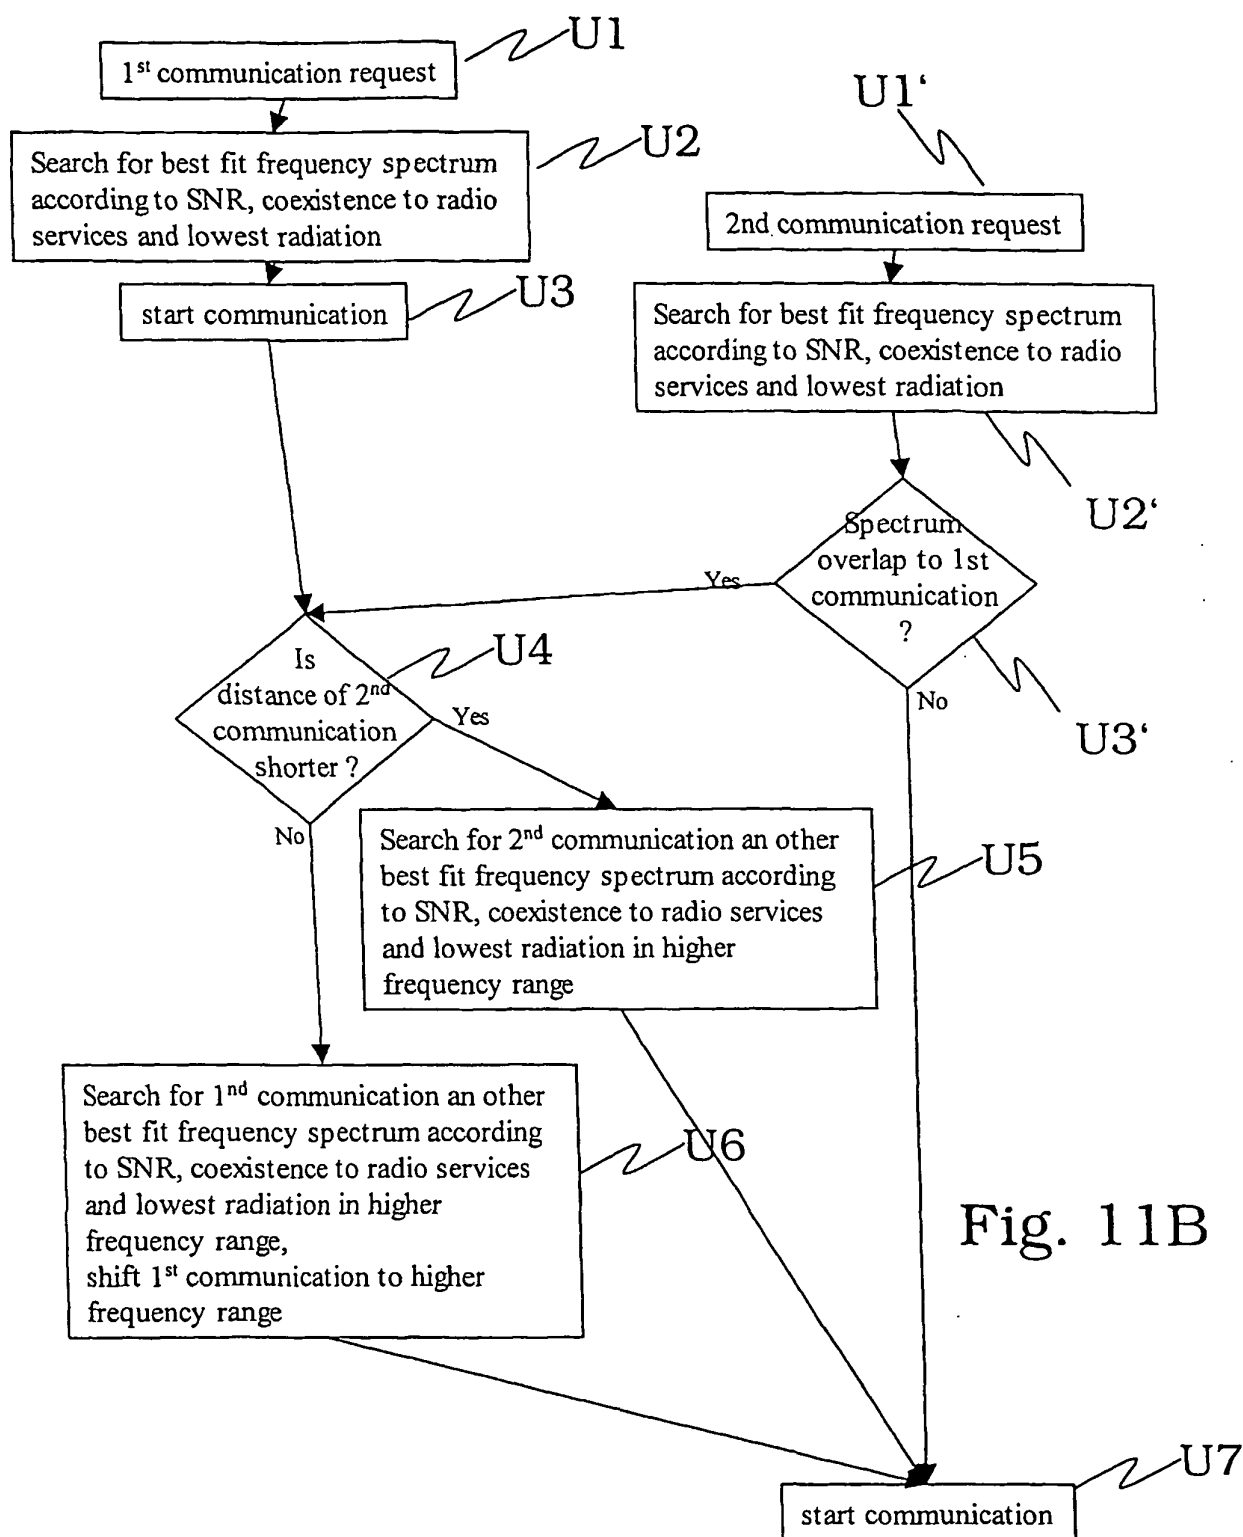 U1
1st communication request
U1‘
U2
Search for best fit frequency spectrum
according to SNR, coexistence to radio
services and lowest radiation
2nd communication request
U3
start communication
Search for best fit frequency spectrum
according to SNR, coexistence to radio
services and lowest radiation
U2‘
Spectrum
overlap to 1st
communication
?
Yes
No
U3‘
U4
Is
distance of 2nd
communication
shorter ?
Yes
No
Search for 2nd communication an other
best fit frequency spectrum according
to SNR, coexistence to radio services
and lowest radiation in higher
frequency range
U5
Search for 1nd communication an other
best fit frequency spectrum according
to SNR, coexistence to radio services
and lowest radiation in higher
frequency range,
shift 1st communication to higher
frequency range
U6
Fig. 11B
U7
start communication